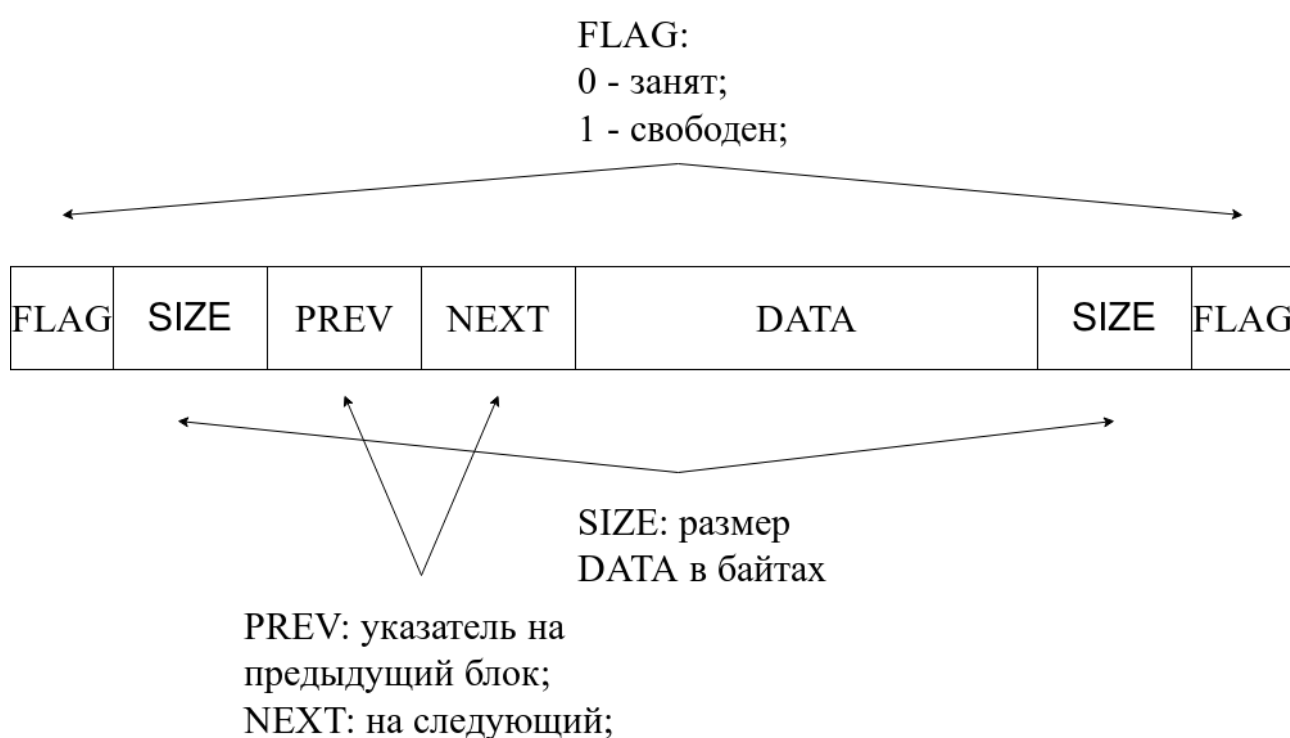 FLAG:
0 - занят;
1 - свободен;
FLAG SIZE PREV NEXT DATA SIZE FLAG
SIZE: размер
DATA в байтах
PREV: указатель на
предыдущий блок;
NEXT: на следующий;